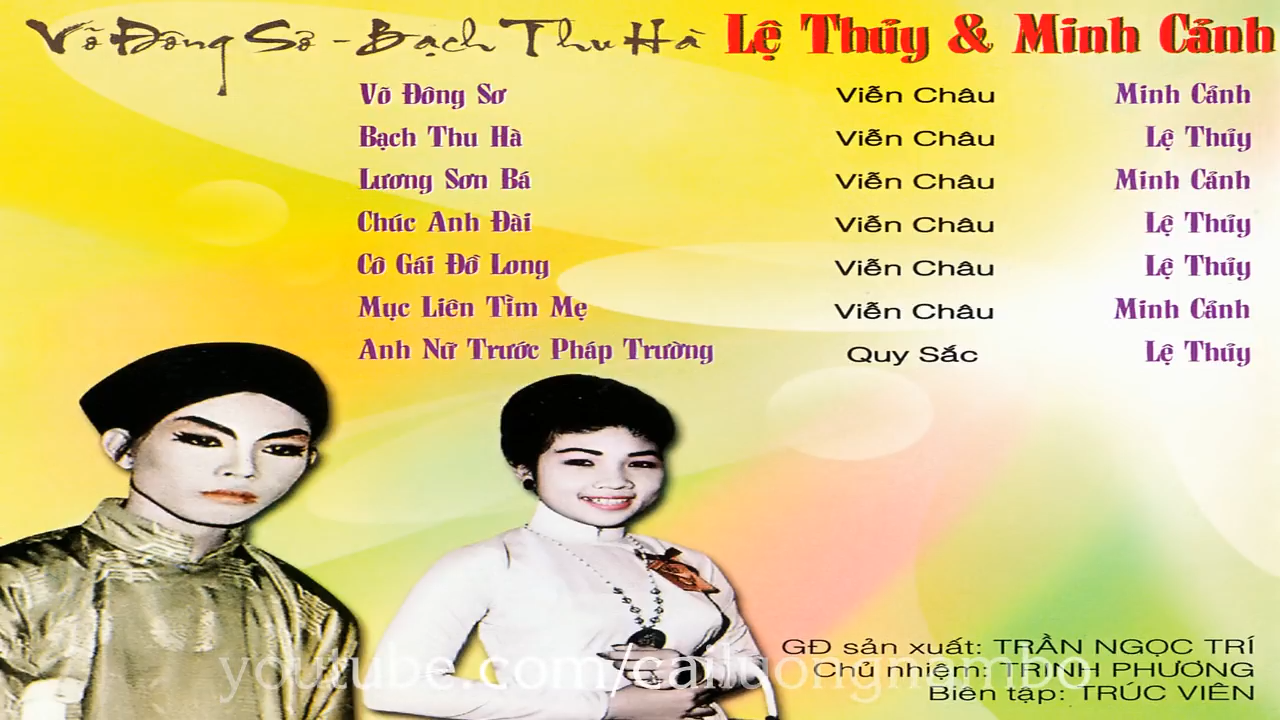 Võ Đông Sơ - Bạch Thu Hà Lệ Thủy & Minh Cảnh
Võ Đông Sơ Viễn Châu Minh Cảnh
Bạch Thu Hà Viễn Châu Lệ Thủy
Lương Sơn Bá Viễn Châu Minh Cảnh
Chúc Anh Đài Viễn Châu Lệ Thủy
Cô Gái Đồ Long Viễn Châu Lệ Thủy
Mục Liên Tìm Mẹ Viễn Châu Minh Cảnh
Anh Nữ Trước Pháp Trường Quy Sắc Lệ Thủy
GĐ sản xuất: TRẦN NGỌC TRÍ
Chủ nhiệm: THANH PHƯƠNG
Biên tập: TRÚC VIÊN
youtube.com/cailuongnumbo